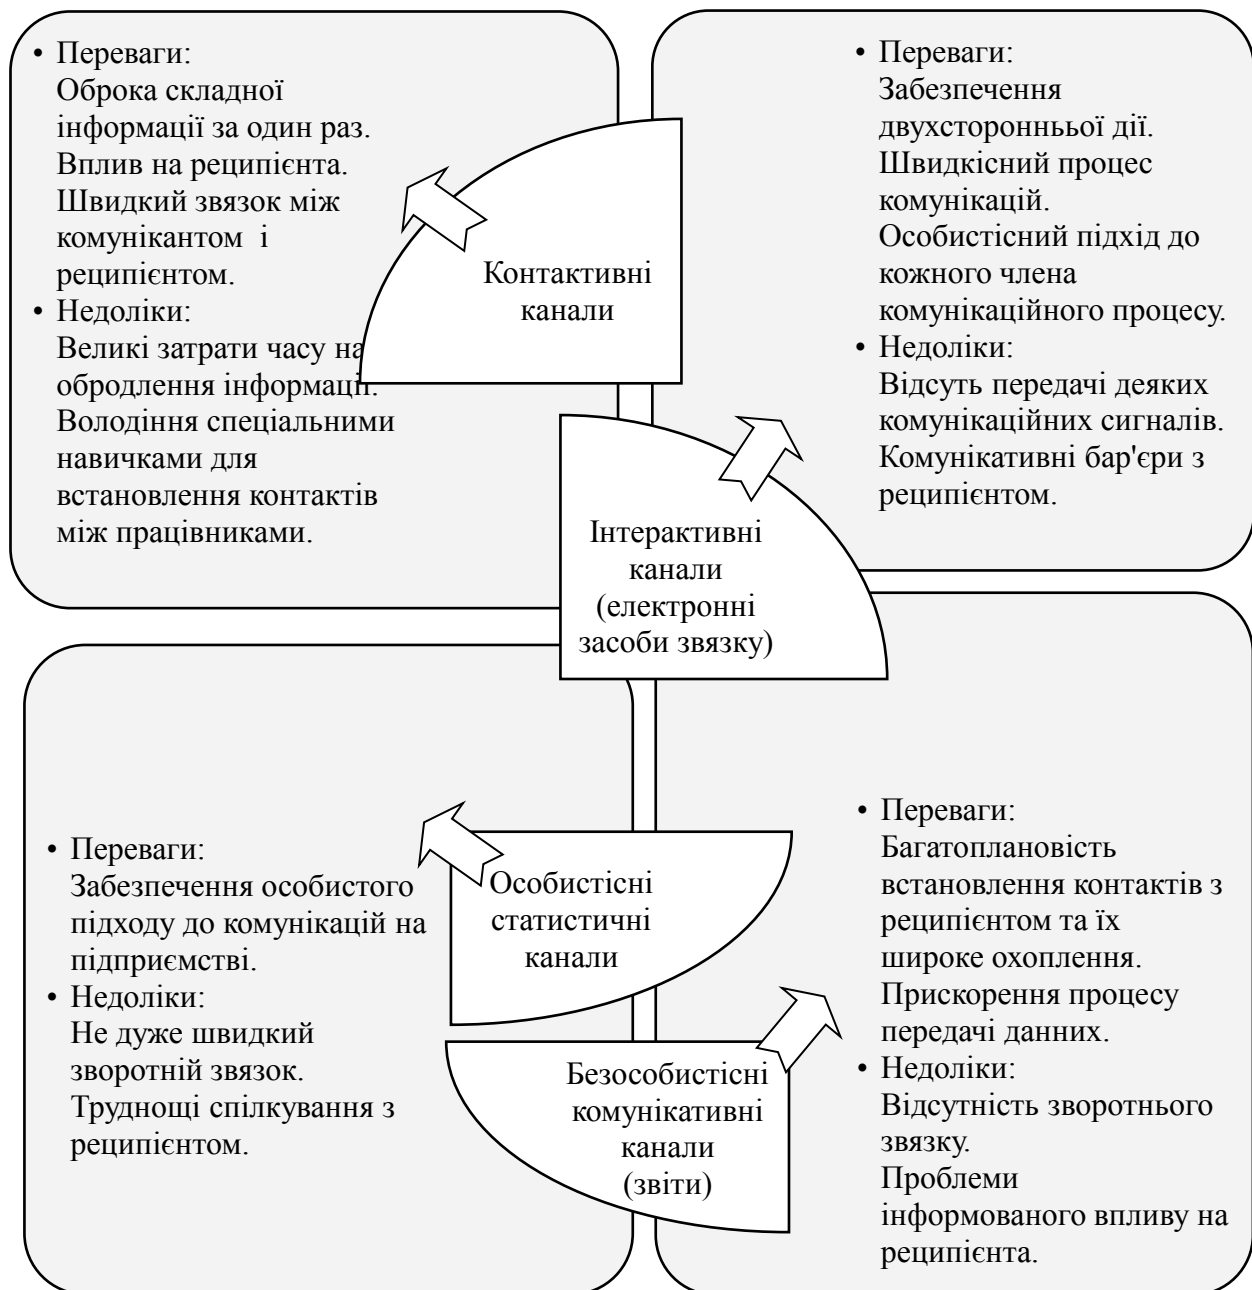 • Переваги:
Оброка складної
інформації за один раз.
Вплив на реципієнта.
Швидкий звязок між
комунікантом і
реципієнтом.
• Недоліки:
Великі затрати часу на
обродлення інформації.
Володіння спеціальними
навичками для
встановлення контактів
між працівниками.
Контактивні
канали
• Переваги:
Забезпечення
двухсторонньої дії.
Швидкісний процес
комунікацій.
Особистісний підхід до
кожного члена
комунікаційного процесу.
• Недоліки:
Відсуть передачі деяких
комунікаційних сигналів.
Комунікативні бар'єри з
реципієнтом.
Інтерактивні
канали
(електронні
засоби звязку)
• Переваги:
Забезпечення особистого
підходу до комунікацій на
підприємстві.
• Недоліки:
Не дуже швидкий
зворотній звязок.
Труднощі спілкування з
реципієнтом.
Особистісні
статистичні
канали
Безособистісні
комунікативні
канали
(звіти)
• Переваги:
Багатоплановість
встановлення контактів з
реципієнтом та їх
широке охоплення.
Прискорення процесу
передачі данних.
• Недоліки:
Відсутність зворотнього
звязку.
Проблеми
інформованого впливу на
реципієнта.